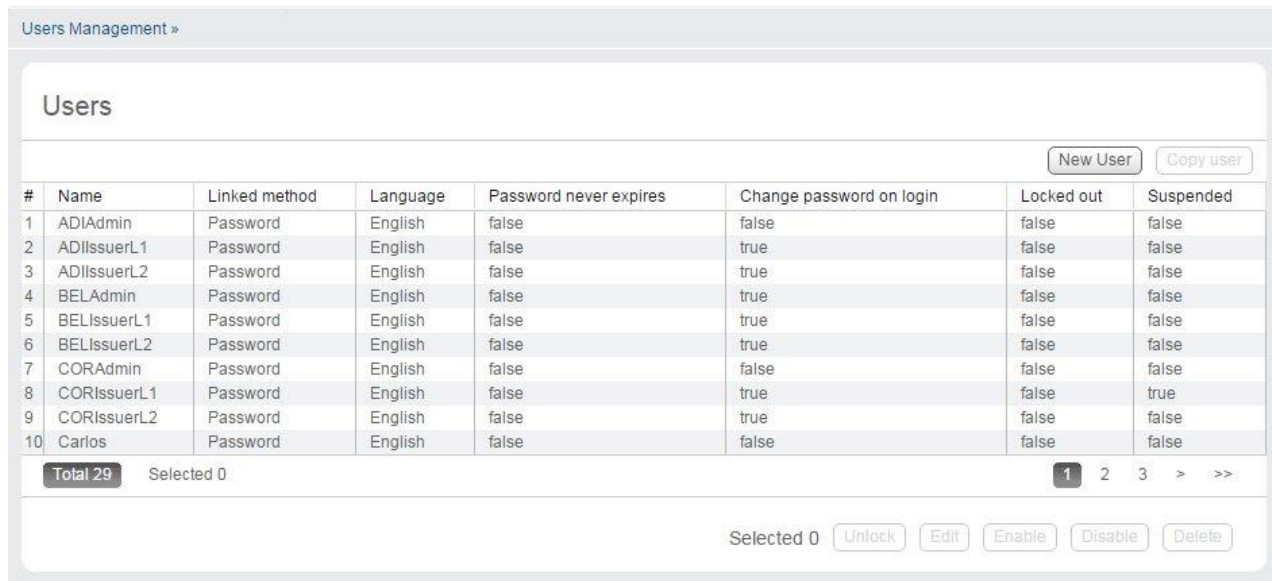 Users Management »
Users
New User Copy user
# Name Linked method Language Password never expires Change password on login Locked out Suspended
1 ADIAdmin Password English false false false false
2 ADIIssuerL1 Password English false true false false
3 ADIIssuerL2 Password English false true false false
4 BELAdmin Password English false true false false
5 BELIssuerL1 Password English false true false false
6 BELIssuerL2 Password English false true false false
7 CORAdmin Password English false false false false
8 CORIssuerL1 Password English false true false true
9 CORIssuerL2 Password English false true false false
10 Carlos Password English false false false false
Total 29 Selected 0 1 2 3 > >>
Selected 0 Unlock Edit Enable Disable Delete